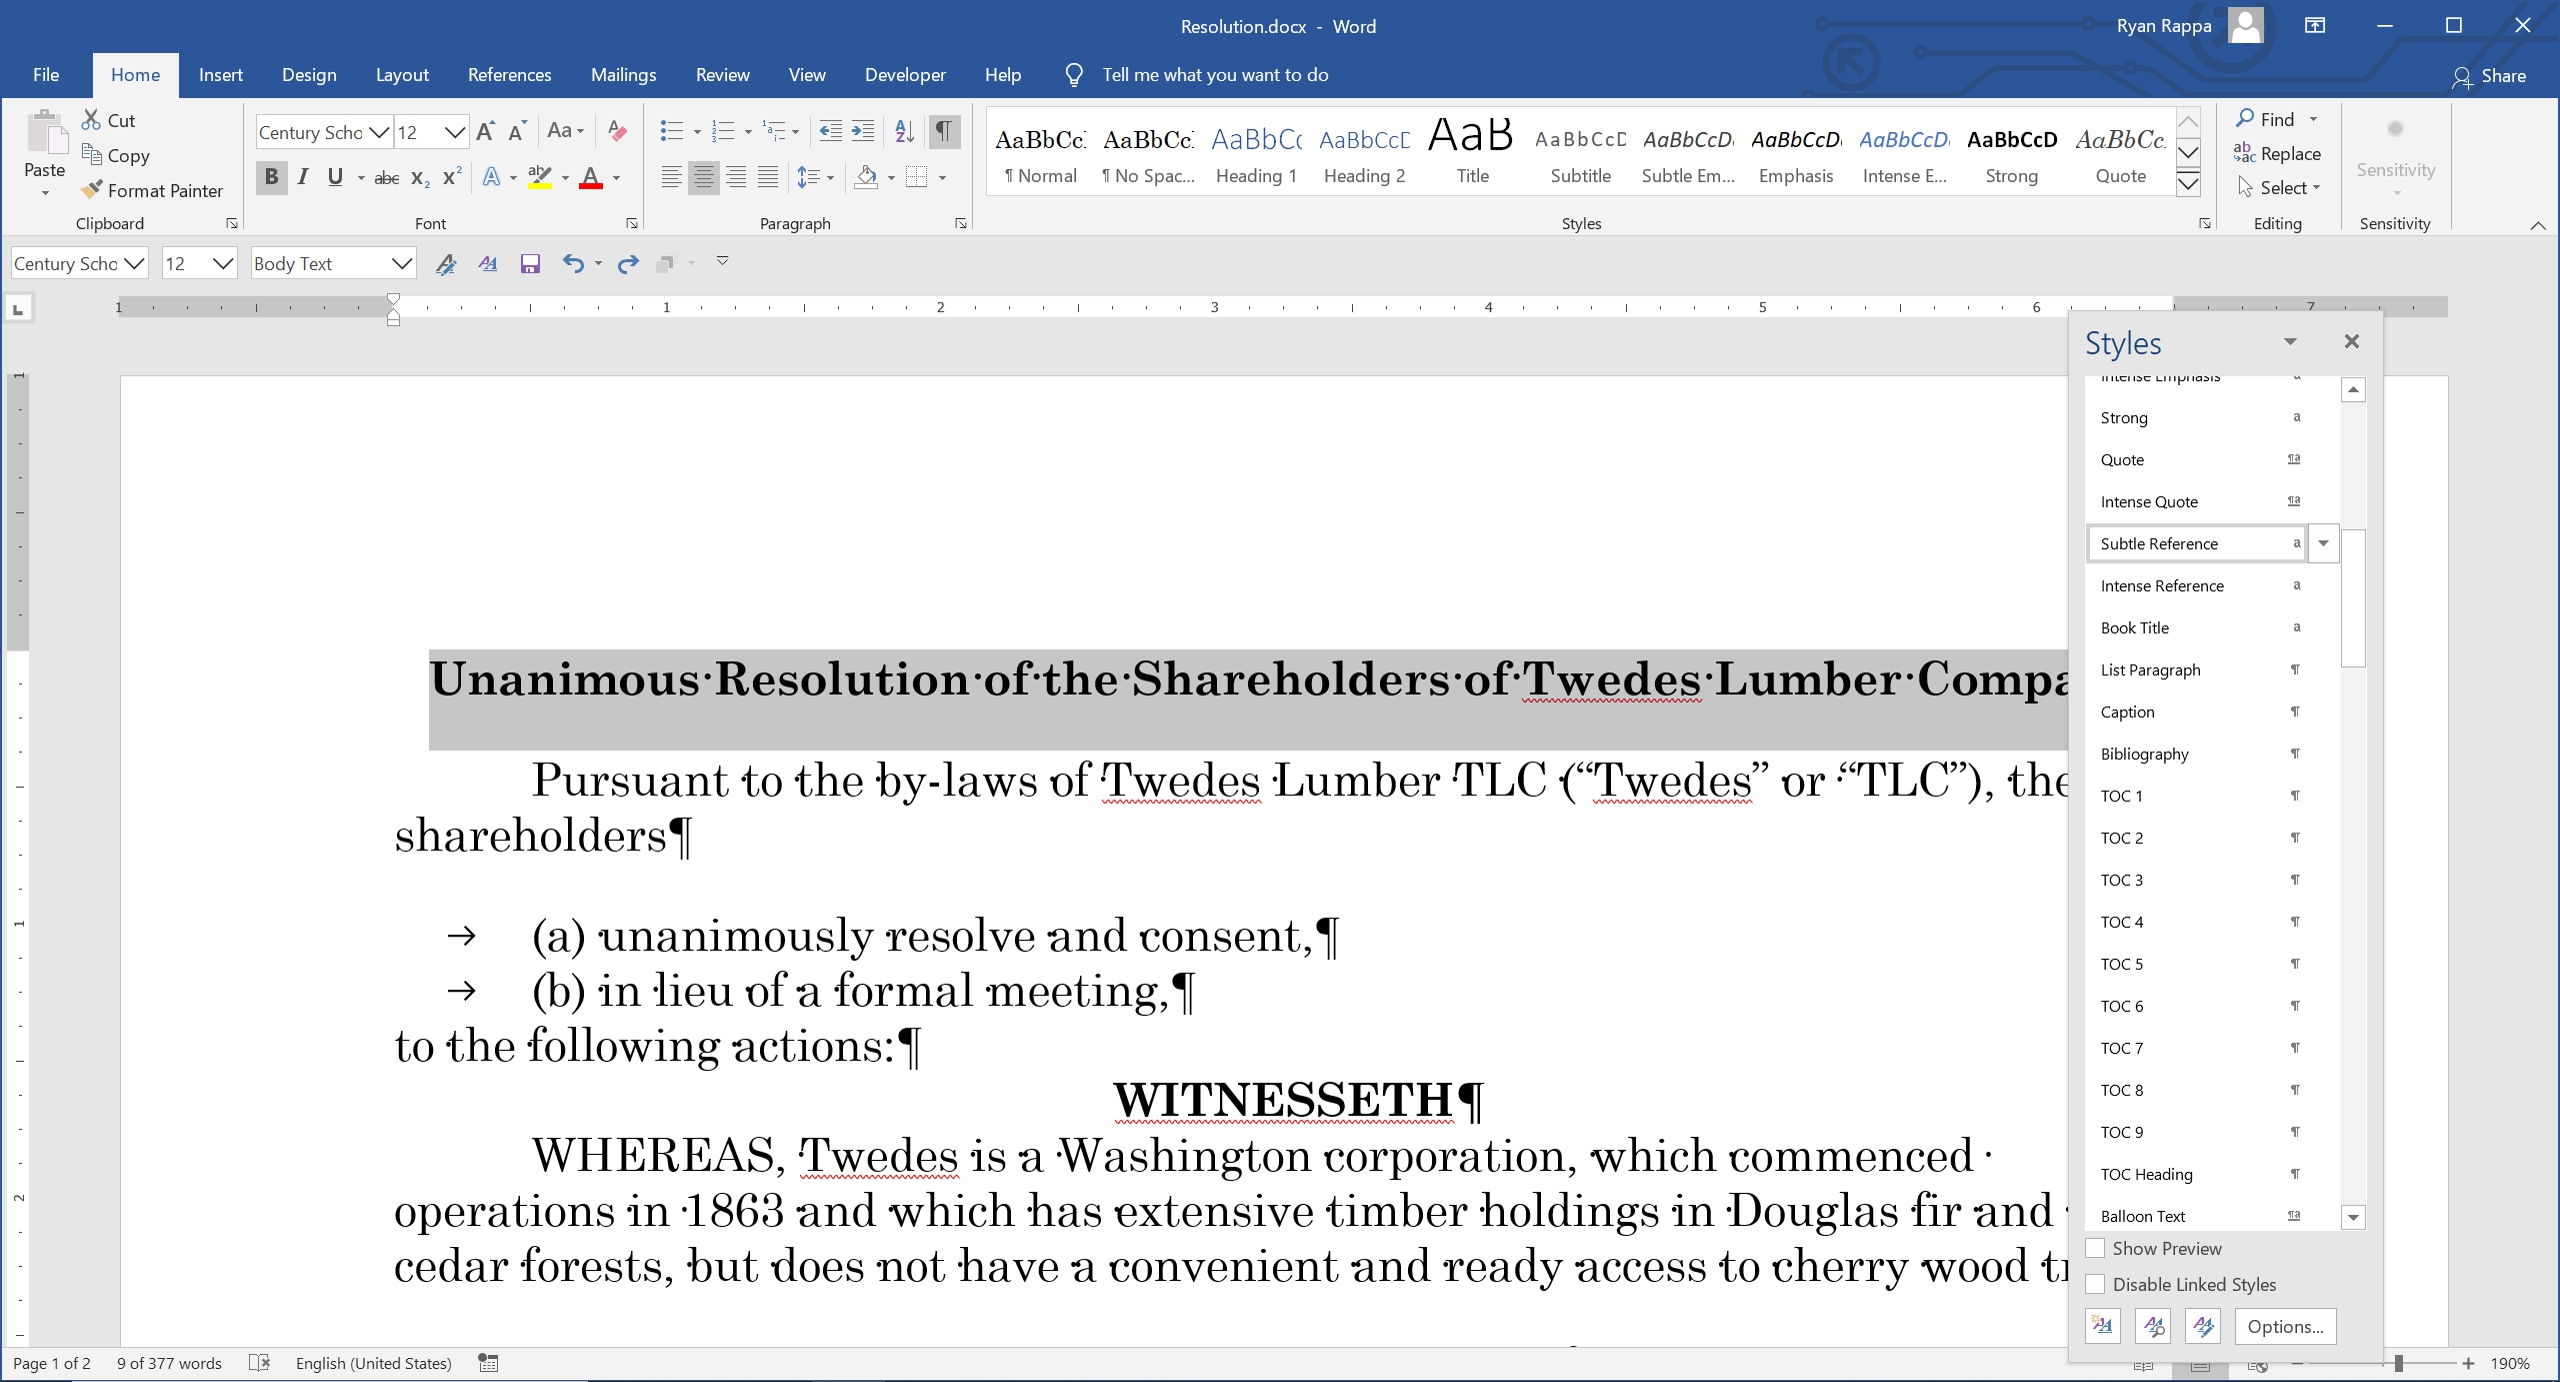 Resolution.docx - Word
Ryan Rappa
File Home Insert Design Layout References Mailings Review View Developer Help Tell me what you want to do
Share
Paste
Cut
Copy
Format Painter
Clipboard
Century Scho 12
Aa
B I U abc X2 X2 A ab A
Font
Paragraph
AaBbCc AaBbCc AaBbCc AaBbCcD AaB AaBbCcD AaBbCcD AaBbCcD AaBbCcD AaBbCcD AaBbCc
¶ Normal ¶ No Spac... Heading 1 Heading 2 Title Subtitle Subtle Em... Emphasis Intense E... Strong Quote
Styles
Find
Replace
Select
Editing
Sensitivity
Sensitivity
Century Scho 12 Body Text
1 1 2 3 4 5 6 7
Unanimous·Resolution·of·the·Shareholders·of·Twedes·Lumber·Compa
Pursuant to the by-laws of Twedes Lumber TLC (“Twedes” or “TLC”), the
shareholders¶
→ (a) unanimously resolve and consent,¶
→ (b) in lieu of a formal meeting,¶
to the following actions:¶
WITNESSETH¶
WHEREAS, Twedes is a Washington corporation, which commenced
operations in 1863 and which has extensive timber holdings in Douglas fir and
cedar forests, but does not have a convenient and ready access to cherry wood
Styles
Intense Emphasis a
Strong a
Quote ¶a
Intense Quote ¶a
Subtle Reference a
Intense Reference a
Book Title a
List Paragraph ¶
Caption ¶
Bibliography ¶
TOC 1 ¶
TOC 2 ¶
TOC 3 ¶
TOC 4 ¶
TOC 5 ¶
TOC 6 ¶
TOC 7 ¶
TOC 8 ¶
TOC 9 ¶
TOC Heading ¶
Balloon Text ¶a
Show Preview
Disable Linked Styles
Options...
Page 1 of 2 9 of 377 words English (United States) 190%